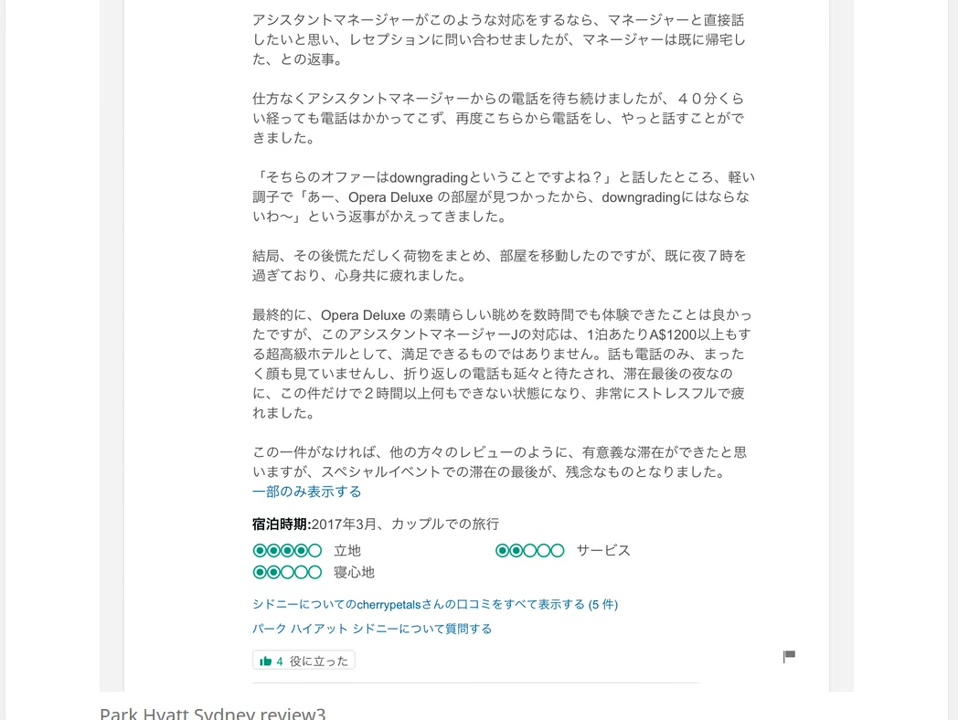 アシスタントマネージャーがこのような対応をするなら、マネージャーと直接話
したいと思い、レセプションに問い合わせましたが、マネージャーは既に帰宅し
た、との返事。
仕方なくアシスタントマネージャーからの電話を待ち続けましたが、４０分くら
い経っても電話はかかってこず、再度こちらから電話をし、やっと話すことがで
きました。
「そちらのオファーはdowngradingということですよね？」と話したところ、軽い
調子で「あー、Opera Deluxe の部屋が見つかったから、downgradingにはならな
いわ〜」という返事がかえってきました。
結局、その後慌ただしく荷物をまとめ、部屋を移動したのですが、既に夜７時を
過ぎており、心身共に疲れました。
最終的に、Opera Deluxe の素晴らしい眺めを数時間でも体験できたことは良かっ
たですが、このアシスタントマネージャーJの対応は、1泊あたりA$1200以上もす
る超高級ホテルとして、満足できるものではありません。話も電話のみ、まった
く顔も見ていませんし、折り返しの電話も延々と待たされ、滞在最後の夜なの
に、この件だけで２時間以上何もできない状態になり、非常にストレスフルで疲
れました。
この一件がなければ、他の方々のレビューのように、有意義な滞在ができたと思
いますが、スペシャルイベントでの滞在の最後が、残念なものとなりました。
一部のみ表示する
宿泊時期:2017年3月、カップルでの旅行
立地 サービス
寝心地
シドニーについてのcherrypetalsさんの口コミをすべて表示する (5 件)
パーク ハイアット シドニーについて質問する
4 役に立った
Park Hyatt Sydney review3